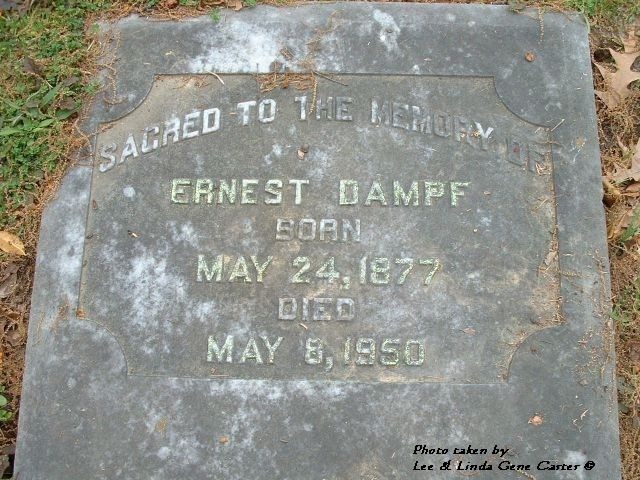 SACRED TO THE MEMORY OF
ERNEST DAMPF
BORN
MAY 24, 1877
DIED
MAY 8, 1950
Photo taken by
Lee & Linda Gene Carter ©